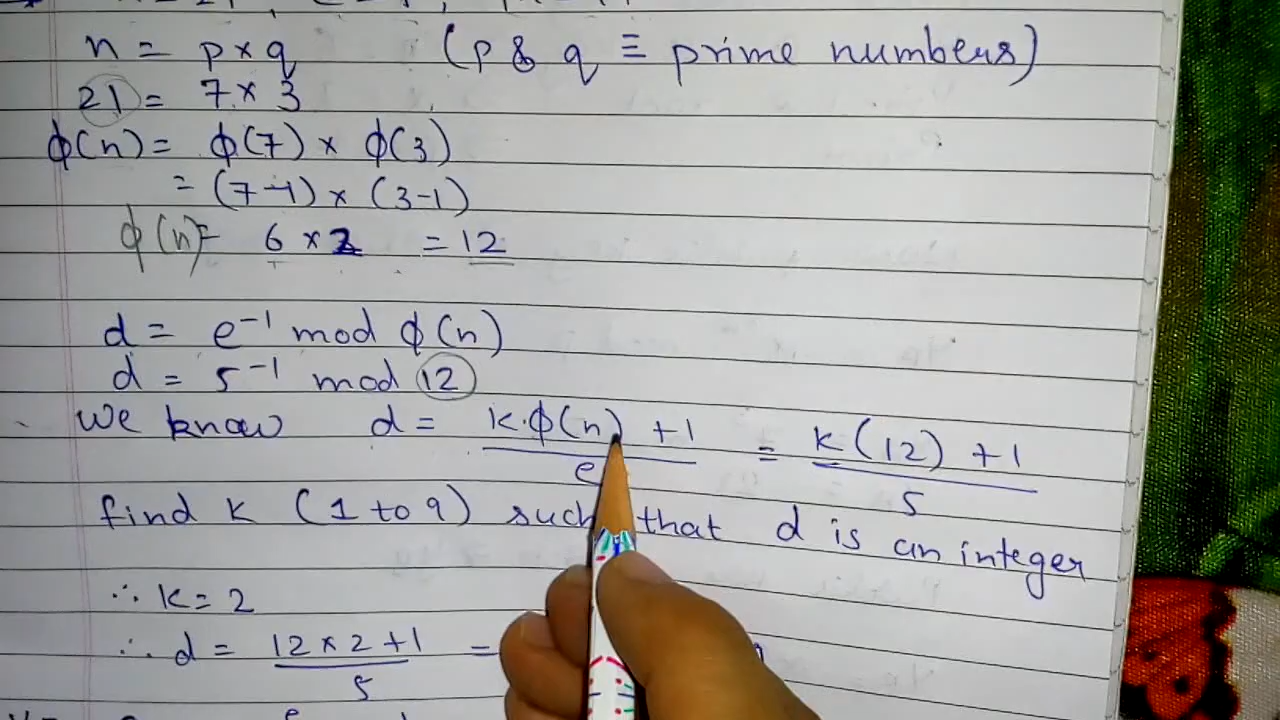 n = p × q (p & q ≡ prime numbers)
21 = 7 × 3
ϕ(n) = ϕ(7) × ϕ(3)
= (7-1) × (3-1)
ϕ(n) = 6 × 2 = 12
d = e⁻¹ mod ϕ(n)
d = 5⁻¹ mod 12
We know d = k·ϕ(n) +1 / e = k(12) +1 / 5
find k (1 to 9) such that d is an integer
∴ k = 2
∴ d = 12 × 2 + 1 / 5 =